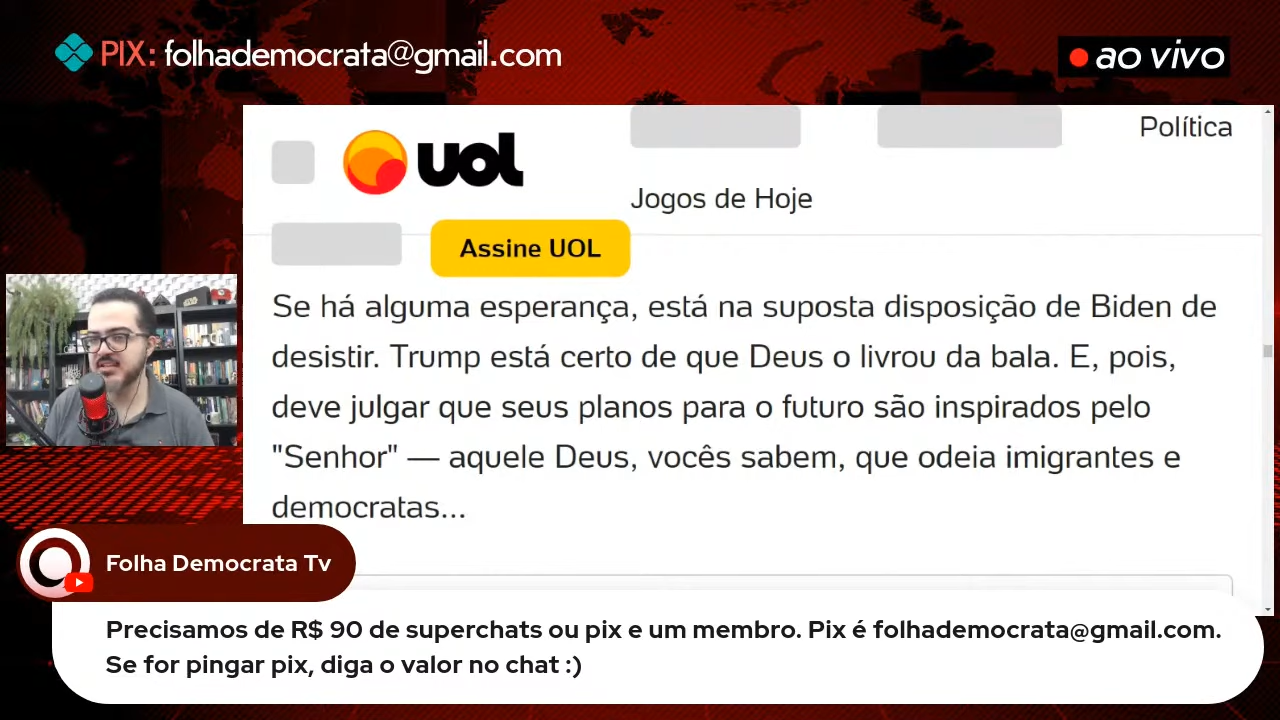 PIX: folhademocrata@gmail.com
ao vivo
uol
Política
Jogos de Hoje
Assine UOL
Se há alguma esperança, está na suposta disposição de Biden de
desistir. Trump está certo de que Deus o livrou da bala. E, pois,
deve julgar que seus planos para o futuro são inspirados pelo
"Senhor" — aquele Deus, vocês sabem, que odeia imigrantes e
democratas...
Folha Democrata Tv
Precisamos de R$ 90 de superchats ou pix e um membro. Pix é folhademocrata@gmail.com.
Se for pingar pix, diga o valor no chat :)